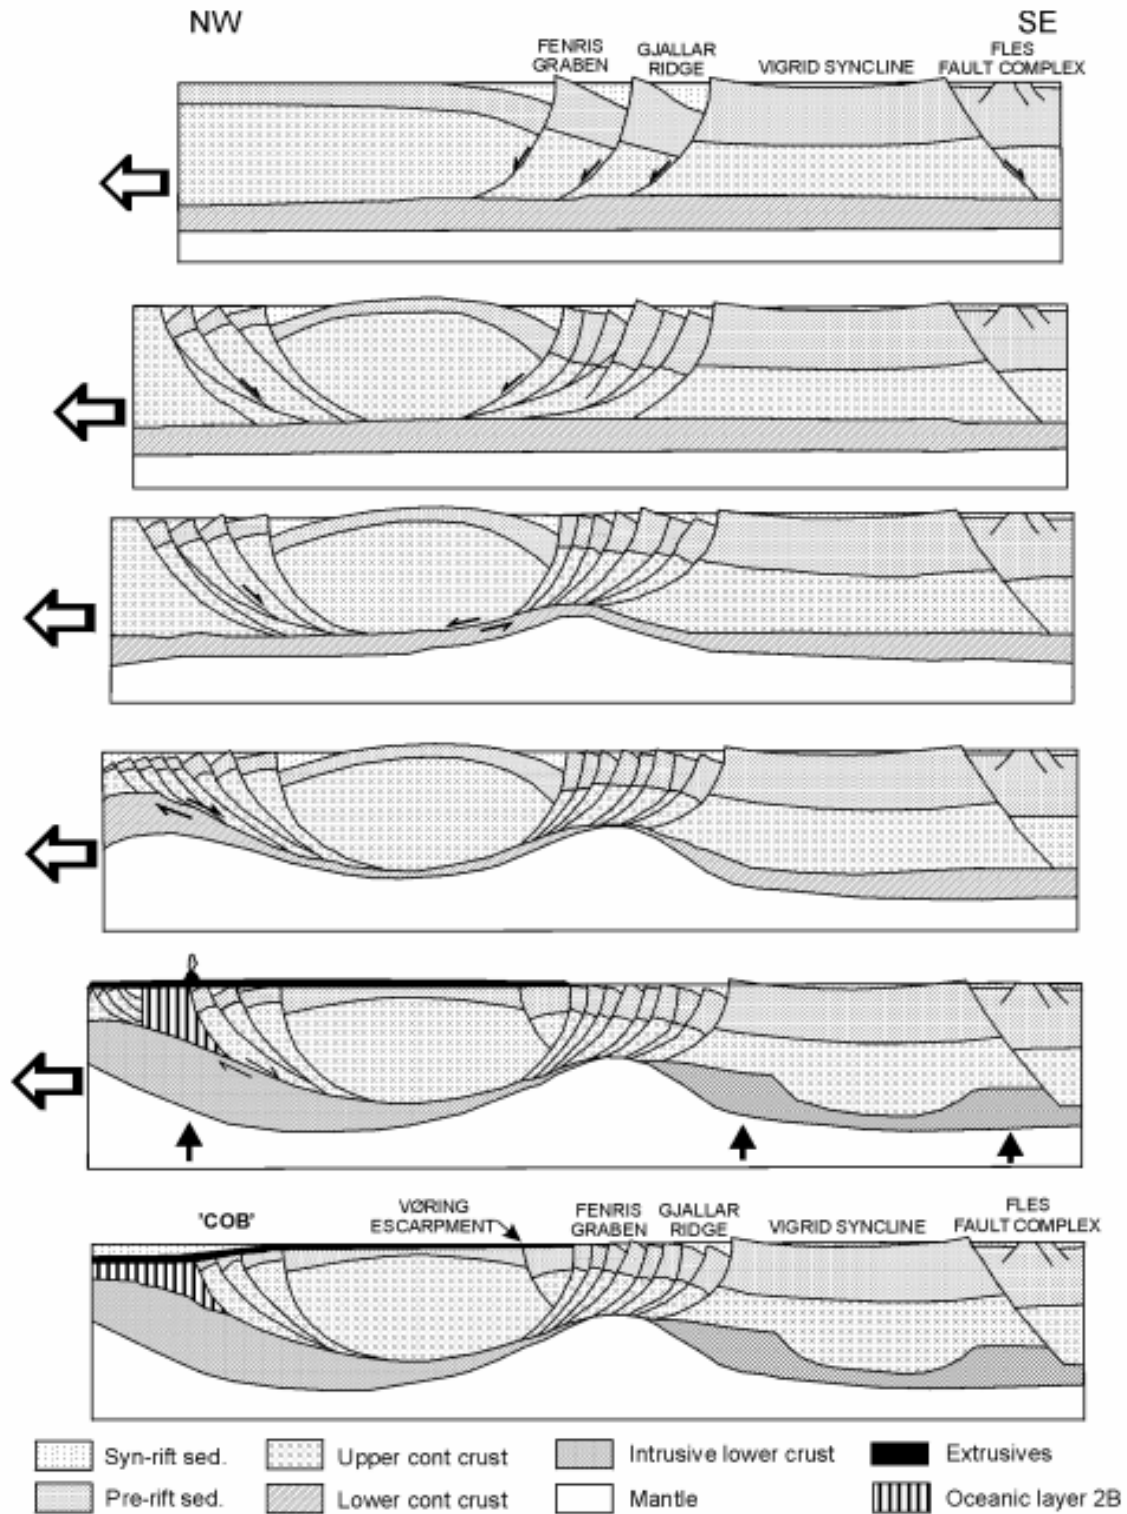 NW
SE
FENRIS
GRABEN
GJALLAR
RIDGE
VIGRID SYNCLINE
FLES
FAULT COMPLEX
'COB'
VØRING
ESCARPMENT
FENRIS
GRABEN
GJALLAR
RIDGE
VIGRID SYNCLINE
FLES
FAULT COMPLEX
Syn-rift sed.
Upper cont crust
Intrusive lower crust
Extrusives
Pre-rift sed.
Lower cont crust
Mantle
Oceanic layer 2B